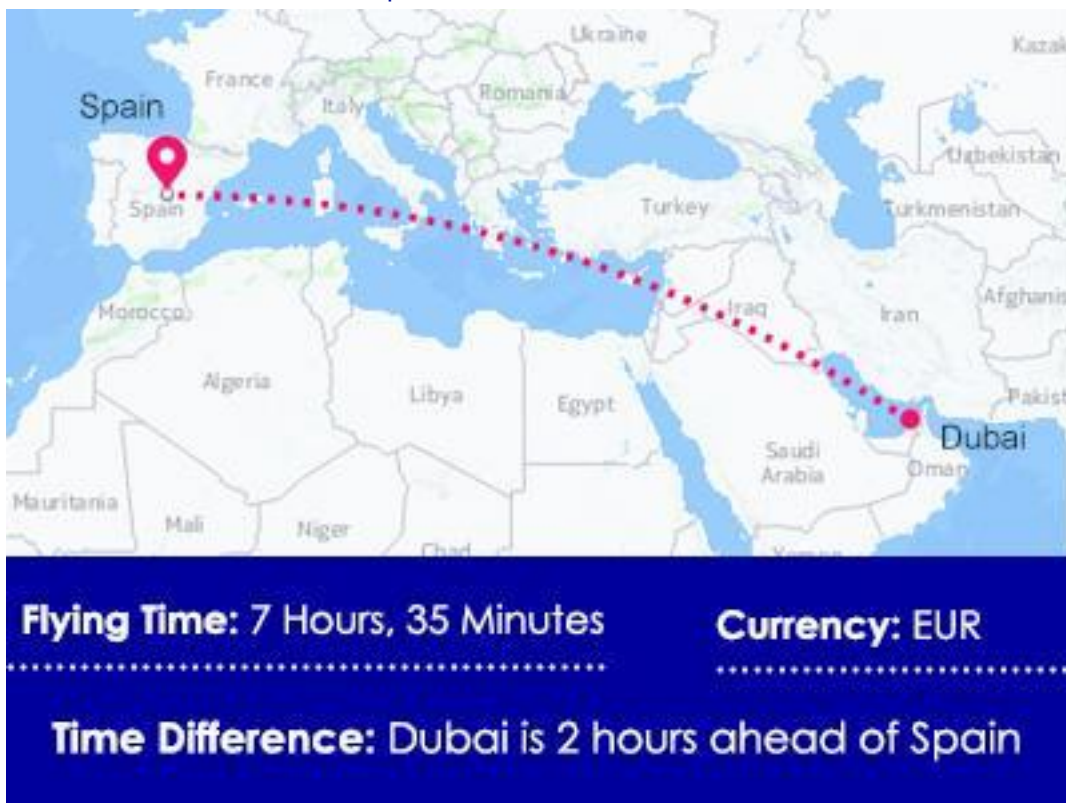 Ukraine
Kazak
France
Romania
Italy
Spain
Uzbekistan
Spain
Turkey
Turkmenistan
Afghanis
Morocco
Iraq
Iran
Algeria
Libya
Egypt
Pakist
Dubai
Saudi
Arabia
Oman
Mauritania
Mali
Niger
Chad
Yemen
Flying Time: 7 Hours, 35 Minutes
Currency: EUR
Time Difference: Dubai is 2 hours ahead of Spain